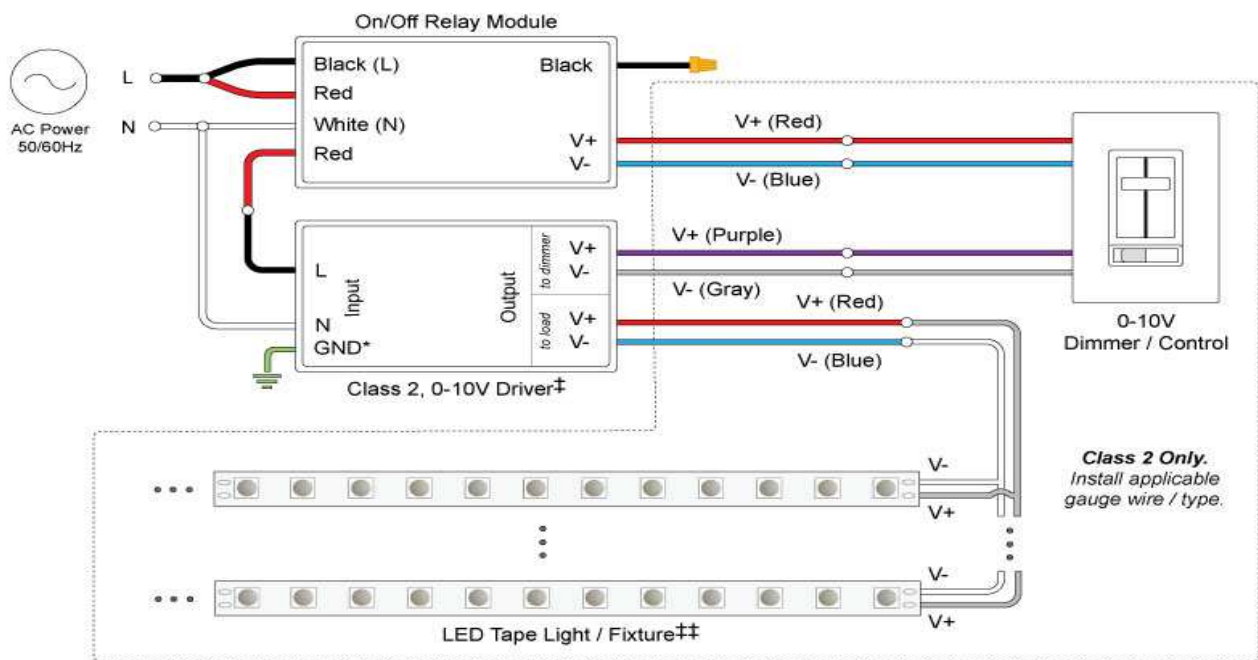 On/Off Relay Module
L
N
AC Power
50/60Hz
Black (L)
Red
White (N)
Red
Black
V+
V-
V+ (Red)
V- (Blue)
L
Input
N
GND*
Output
to dimmer
V+
V-
to load
V+
V-
Class 2, 0-10V Driver‡
V+ (Purple)
V- (Gray)
V+ (Red)
V- (Blue)
0-10V
Dimmer / Control
Class 2 Only.
Install applicable
gauge wire / type.
V-
V+
V-
V+
LED Tape Light / Fixture‡‡